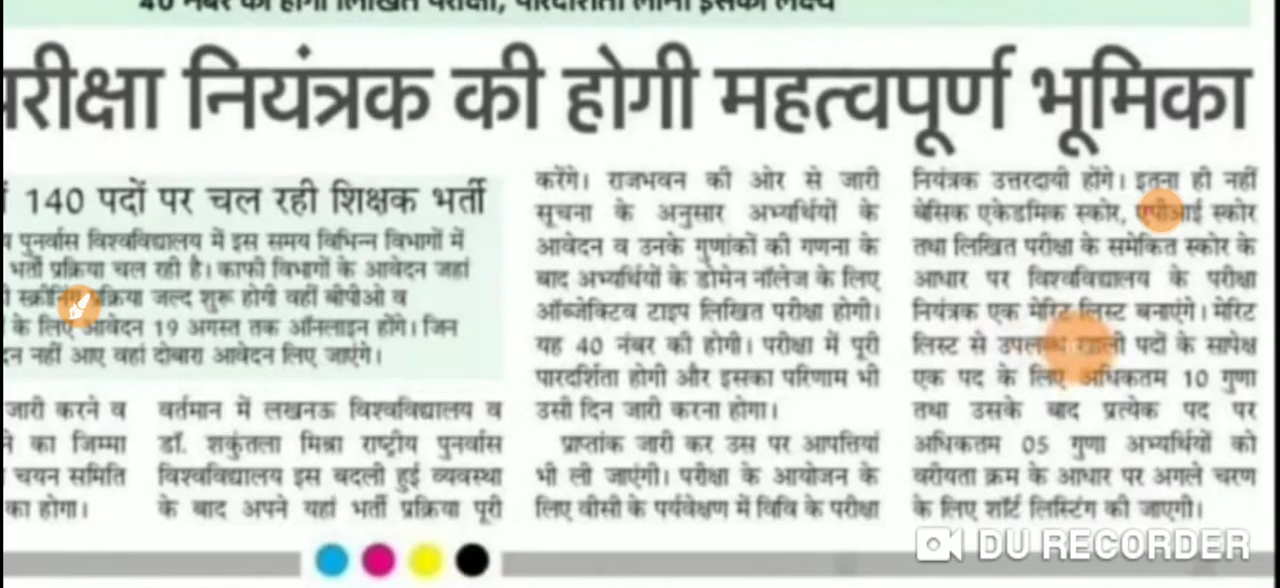 40 नंबर की होगी लिखित परीक्षा, पारदर्शिता लाना इसका लक्ष्य
परीक्षा नियंत्रक की होगी महत्वपूर्ण भूमिका
140 पदों पर चल रही शिक्षक भर्ती
पुनर्वास विश्वविद्यालय में इस समय विभिन्न विभागों में
भर्ती प्रक्रिया चल रही है। काफी विभागों के आवेदन जहां
स्क्रीनिंग प्रक्रिया जल्द शुरू होगी वहीं बीपीओ व
के लिए आवेदन 19 अगस्त तक ऑनलाइन होंगे। जिन
नहीं आए वहां दोबारा आवेदन लिए जाएंगे।
जारी करने व
का जिम्मा
चयन समिति
का होगा।
वर्तमान में लखनऊ विश्वविद्यालय व
डॉ. शकुंतला मिश्रा राष्ट्रीय पुनर्वास
विश्वविद्यालय इस बदली हुई व्यवस्था
के बाद अपने यहां भर्ती प्रक्रिया पूरी
करेंगे। राजभवन की ओर से जारी
सूचना के अनुसार अभ्यर्थियों के
आवेदन व उनके गुणांकों की गणना के
बाद अभ्यर्थियों के डोमेन नॉलेज के लिए
ऑब्जेक्टिव टाइप लिखित परीक्षा होगी।
यह 40 नंबर की होगी। परीक्षा में पूरी
पारदर्शिता होगी और इसका परिणाम भी
उसी दिन जारी करना होगा।
प्राप्तांक जारी कर उस पर आपत्तियां
भी ली जाएंगी। परीक्षा के आयोजन के
लिए वीसी के पर्यवेक्षण में विवि के परीक्षा
नियंत्रक उत्तरदायी होंगे। इतना ही नहीं
बेसिक एकेडमिक स्कोर, एपीआई स्कोर
तथा लिखित परीक्षा के समेकित स्कोर के
आधार पर विश्वविद्यालय के परीक्षा
नियंत्रक एक मेरिट लिस्ट बनाएंगे। मेरिट
लिस्ट से उपलब्ध खाली पदों के सापेक्ष
एक पद के लिए अधिकतम 10 गुणा
तथा उसके बाद प्रत्येक पद पर
अधिकतम 05 गुणा अभ्यर्थियों को
वरीयता क्रम के आधार पर अगले चरण
के लिए शॉर्ट लिस्टिंग की जाएगी।
DU RECORDER